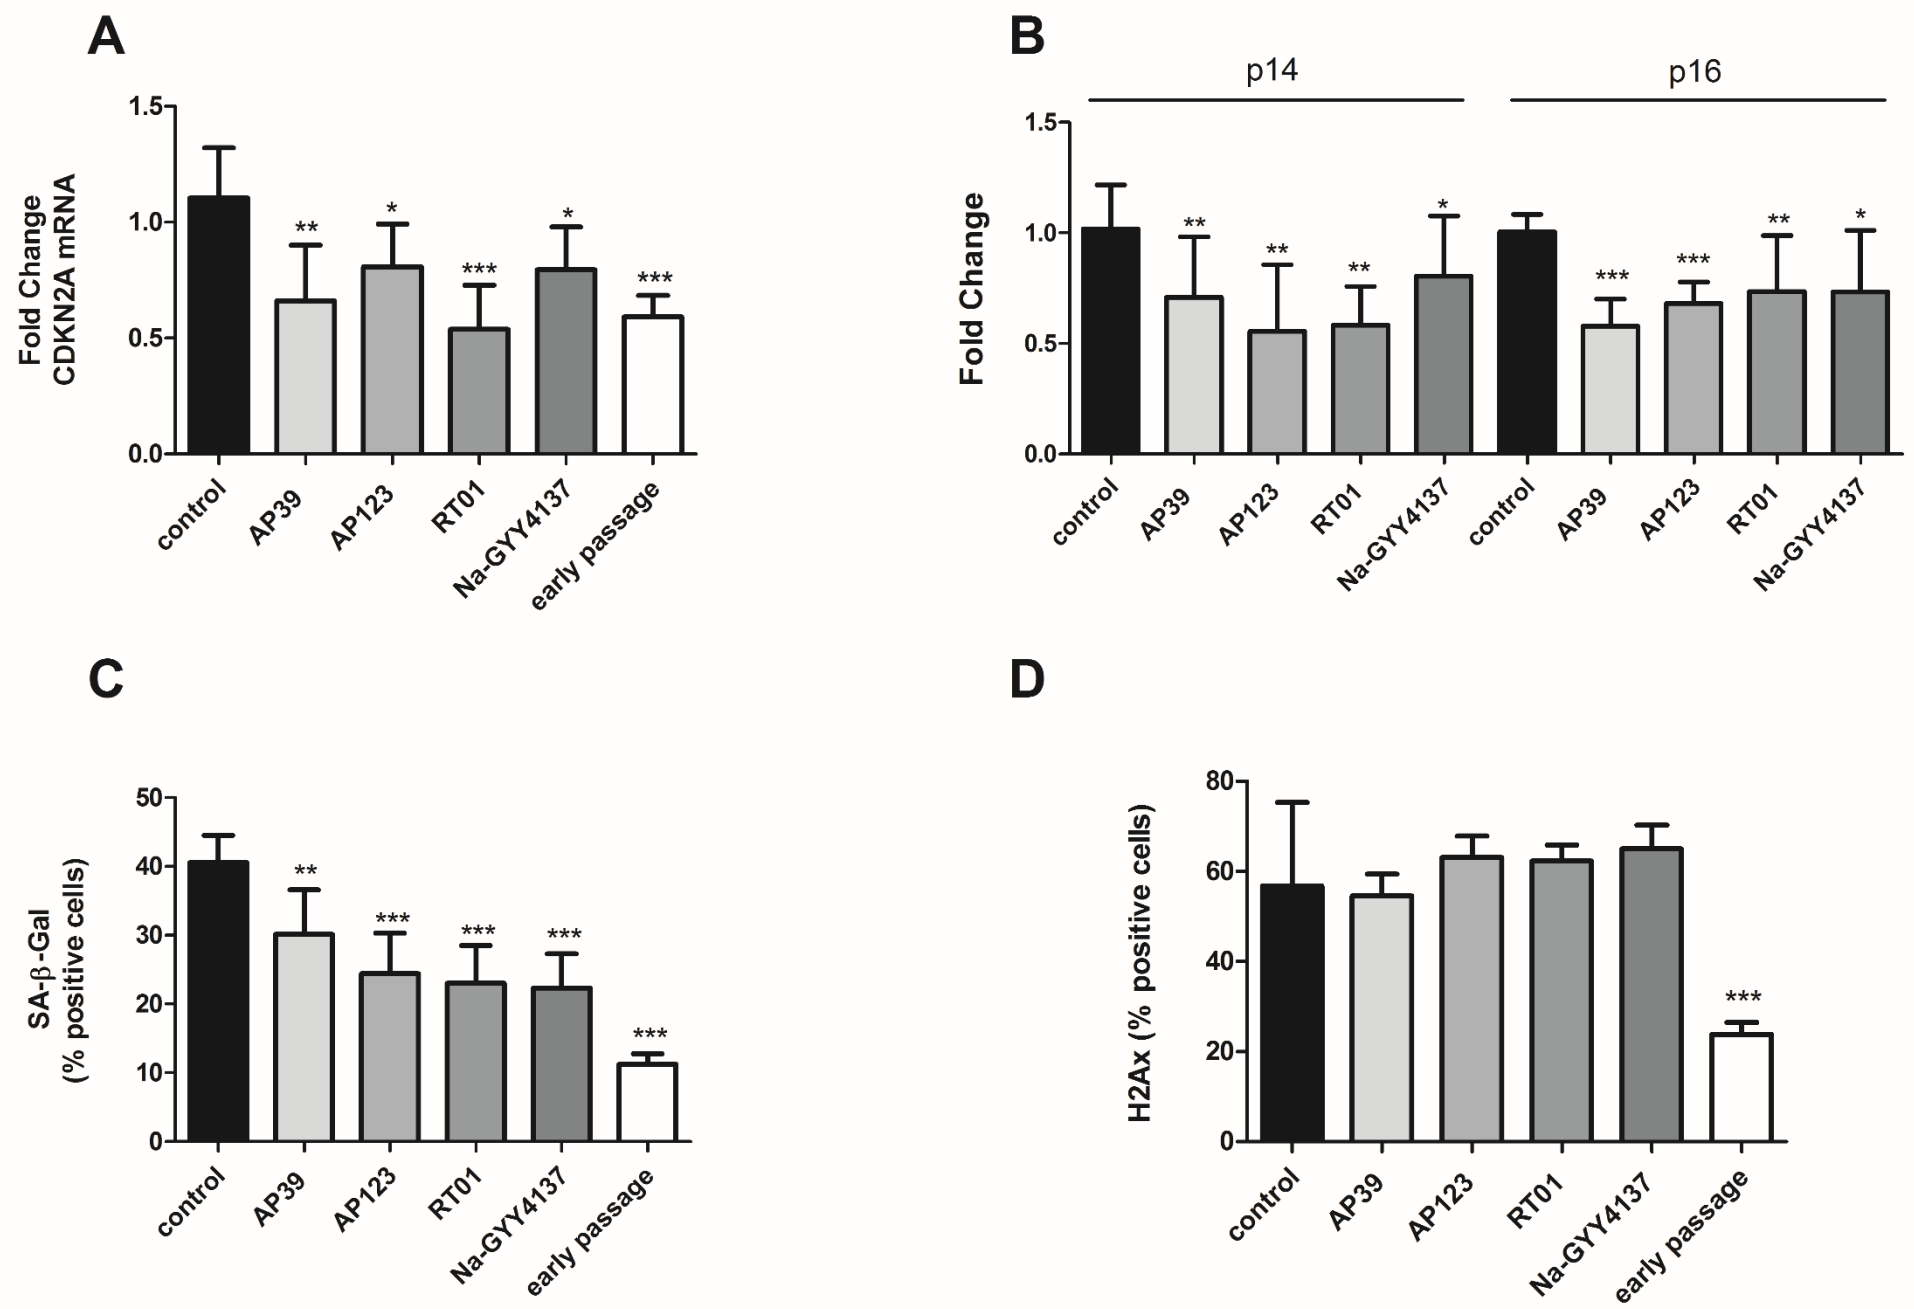 A
Fold Change
CDKN2A mRNA
1.5
1.0
0.5
0.0
** * *** * ***
control AP39 AP123 RT01 Na-GYY4137 early passage
B
p14 p16
Fold Change
1.5
1.0
0.5
0.0
** ** ** * *** *** ** *
control AP39 AP123 RT01 Na-GYY4137 control AP39 AP123 RT01 Na-GYY4137
C
SA-β-Gal
(% positive cells)
50
40
30
20
10
0
** *** *** *** ***
control AP39 AP123 RT01 Na-GYY4137 early passage
D
H2Ax (% positive cells)
80
60
40
20
0
***
control AP39 AP123 RT01 Na-GYY4137 early passage